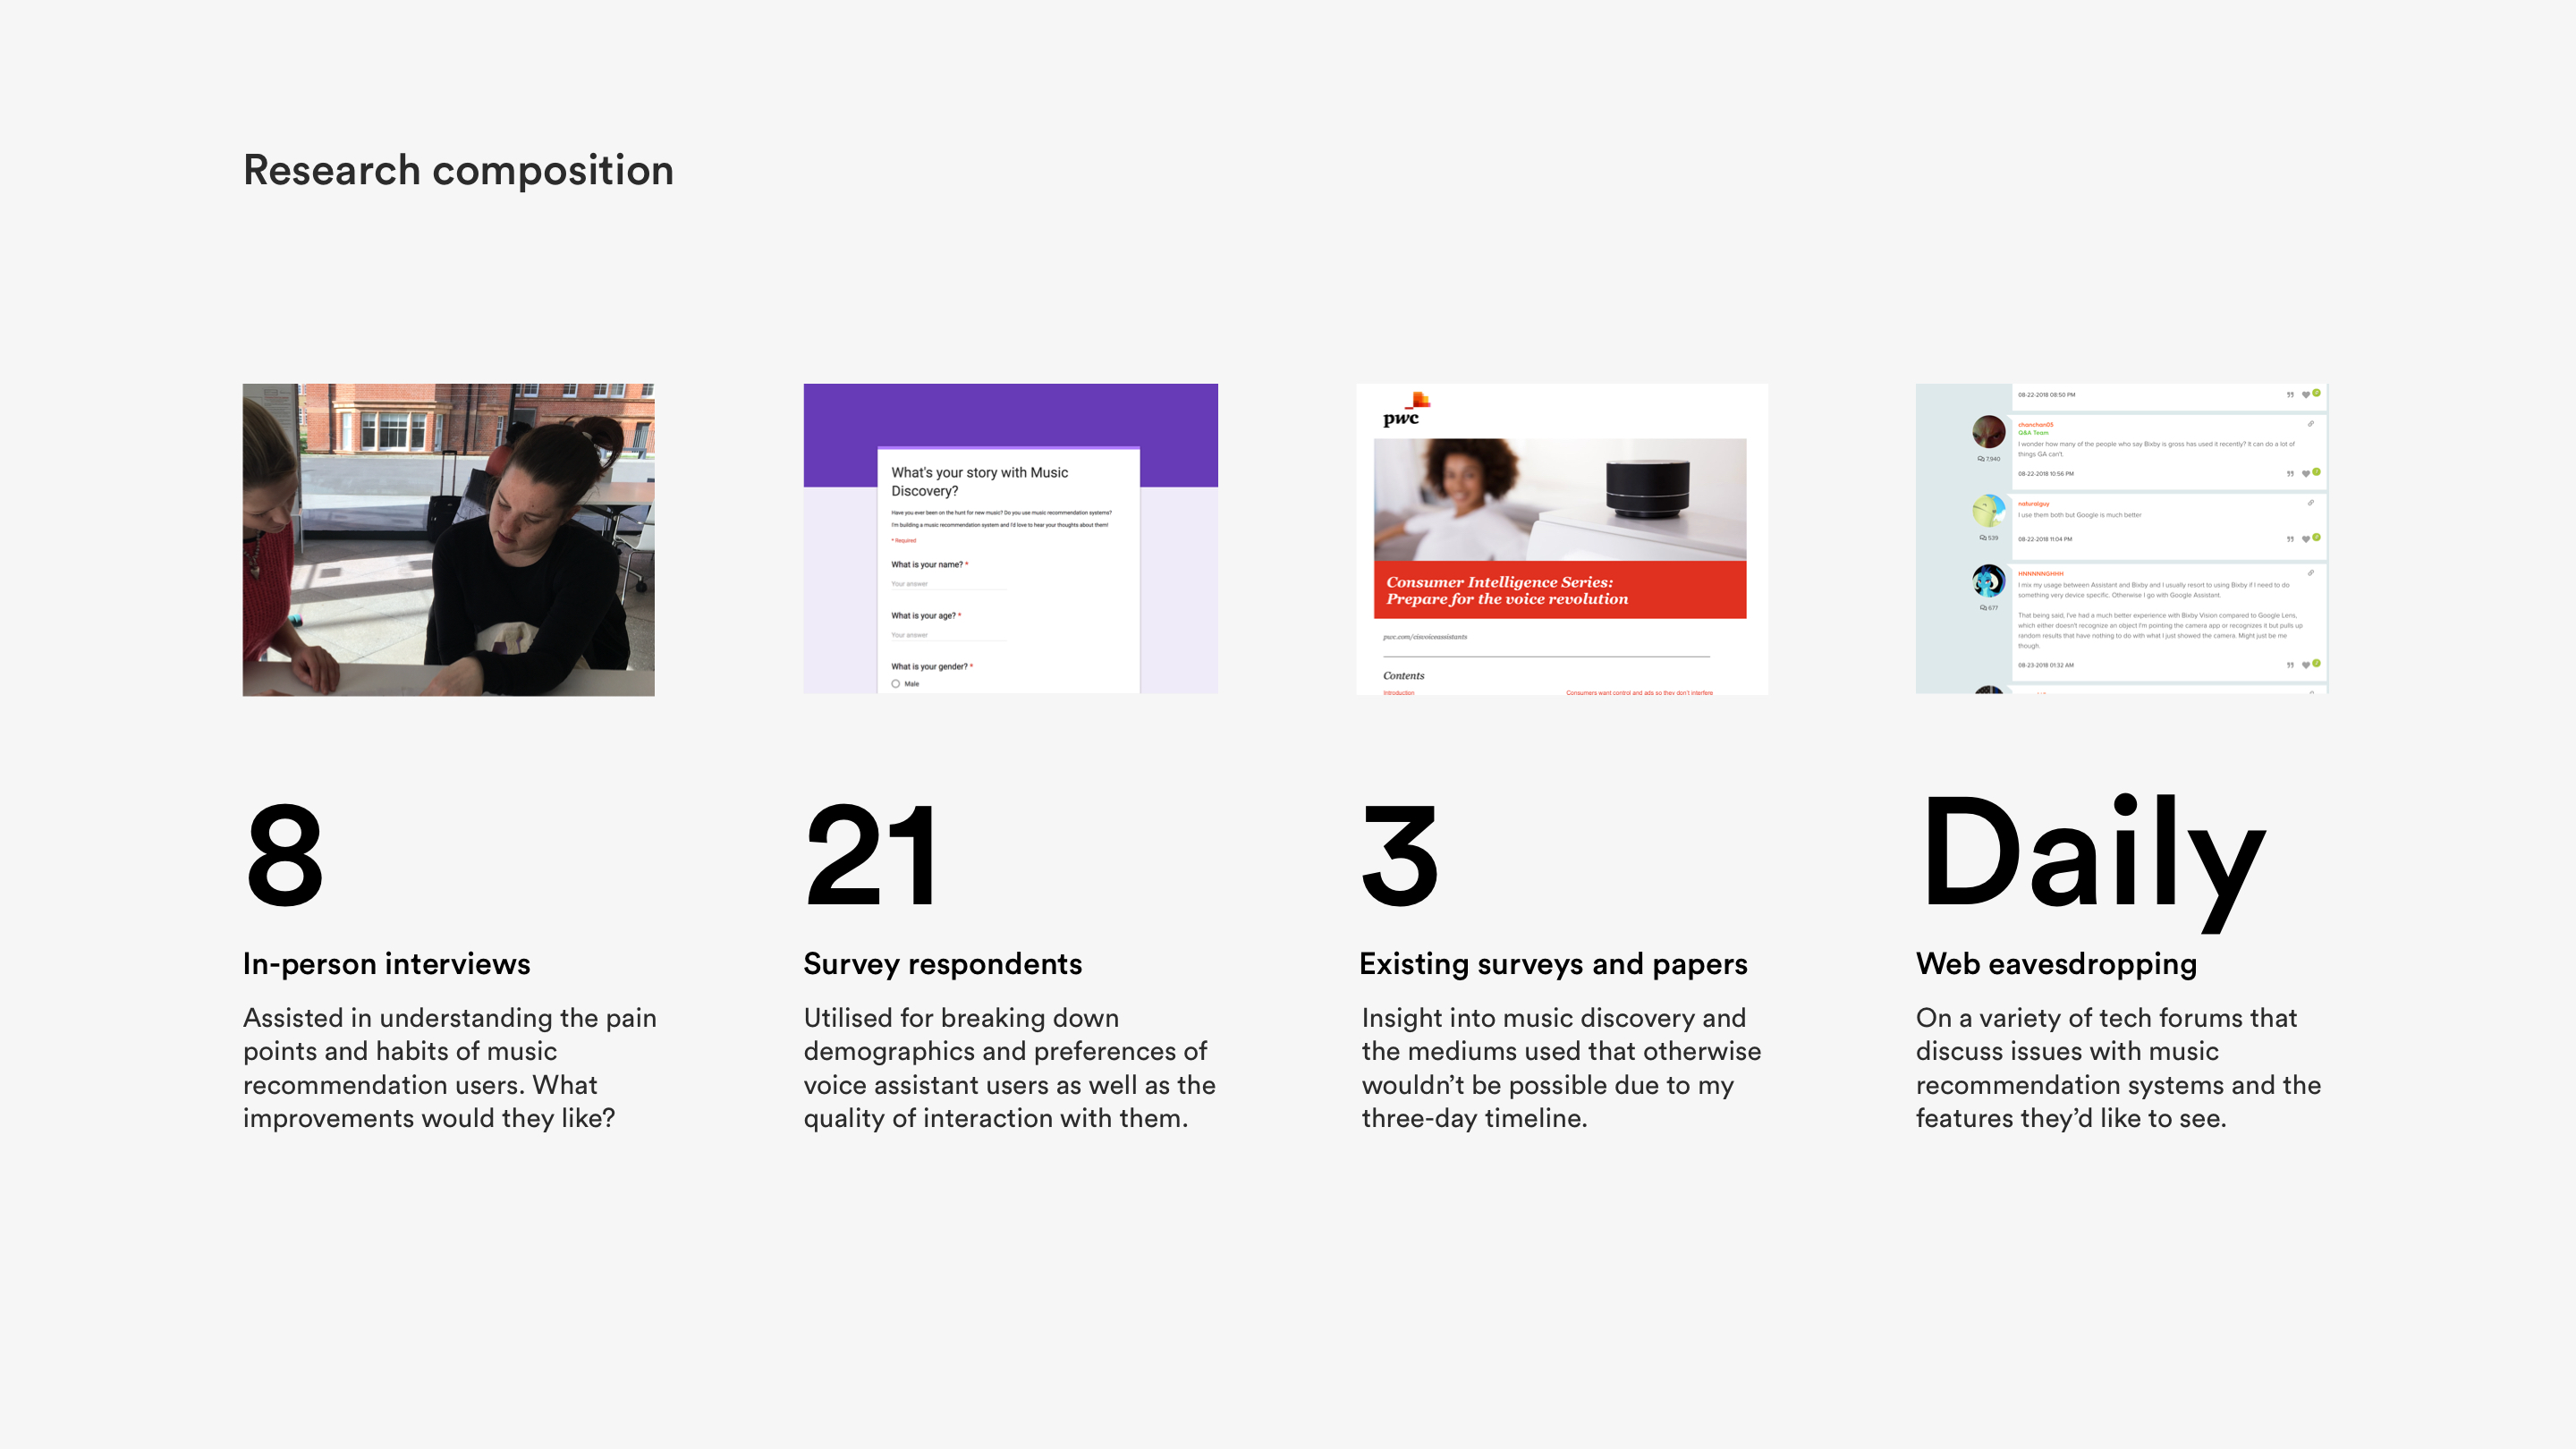 Research composition
What's your story with Music
Discovery?
Have you ever been on the hunt for new music? Do you use music recommendation systems?
I'm building a music recommendation system and I'd love to hear your thoughts about them!
* Required
What is your name? *
Your answer
What is your age? *
Your answer
What is your gender? *
Male
pwc
Consumer Intelligence Series:
Prepare for the voice revolution
pwc.com/cisvoiceassistants
Contents
Introduction
Consumers want control and ads so they don't interfere
08-22-2018 08:50 PM
chanchan05
Q&A Team
I wonder how many of the people who say Bixby is gross has used it recently? It can do a lot of
things GA can't.
7,940
08-22-2018 10:56 PM
naturalguy
I use them both but Google is much better
539
08-22-2018 11:04 PM
HNNNNNGHHH
I mix my usage between Assistant and Bixby and I usually resort to using Bixby if I need to do
something very device specific. Otherwise I go with Google Assistant.
677
That being said, I've had a much better experience with Bixby Vision compared to Google Lens,
which either doesn't recognize an object I'm pointing the camera app or recognizes it but pulls up
random results that have nothing to do with what I just showed the camera. Might just be me
though.
08-23-2018 01:32 AM
8
In-person interviews
Assisted in understanding the pain
points and habits of music
recommendation users. What
improvements would they like?
21
Survey respondents
Utilised for breaking down
demographics and preferences of
voice assistant users as well as the
quality of interaction with them.
3
Existing surveys and papers
Insight into music discovery and
the mediums used that otherwise
wouldn’t be possible due to my
three-day timeline.
Daily
Web eavesdropping
On a variety of tech forums that
discuss issues with music
recommendation systems and the
features they’d like to see.